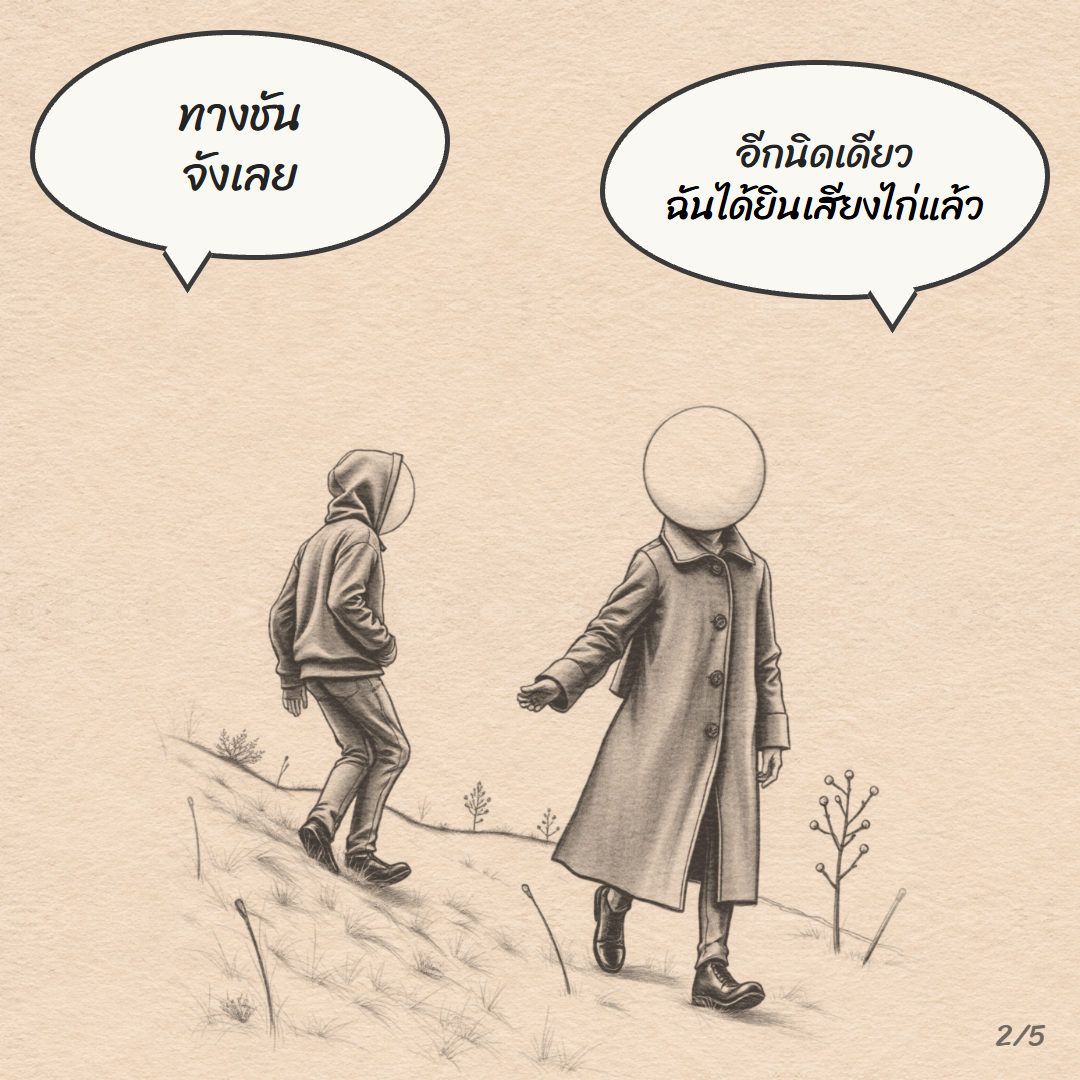 ทางชัน
จังเลย
อีกนิดเดียว
ฉันได้ยินเสียงไก่แล้ว
2/5